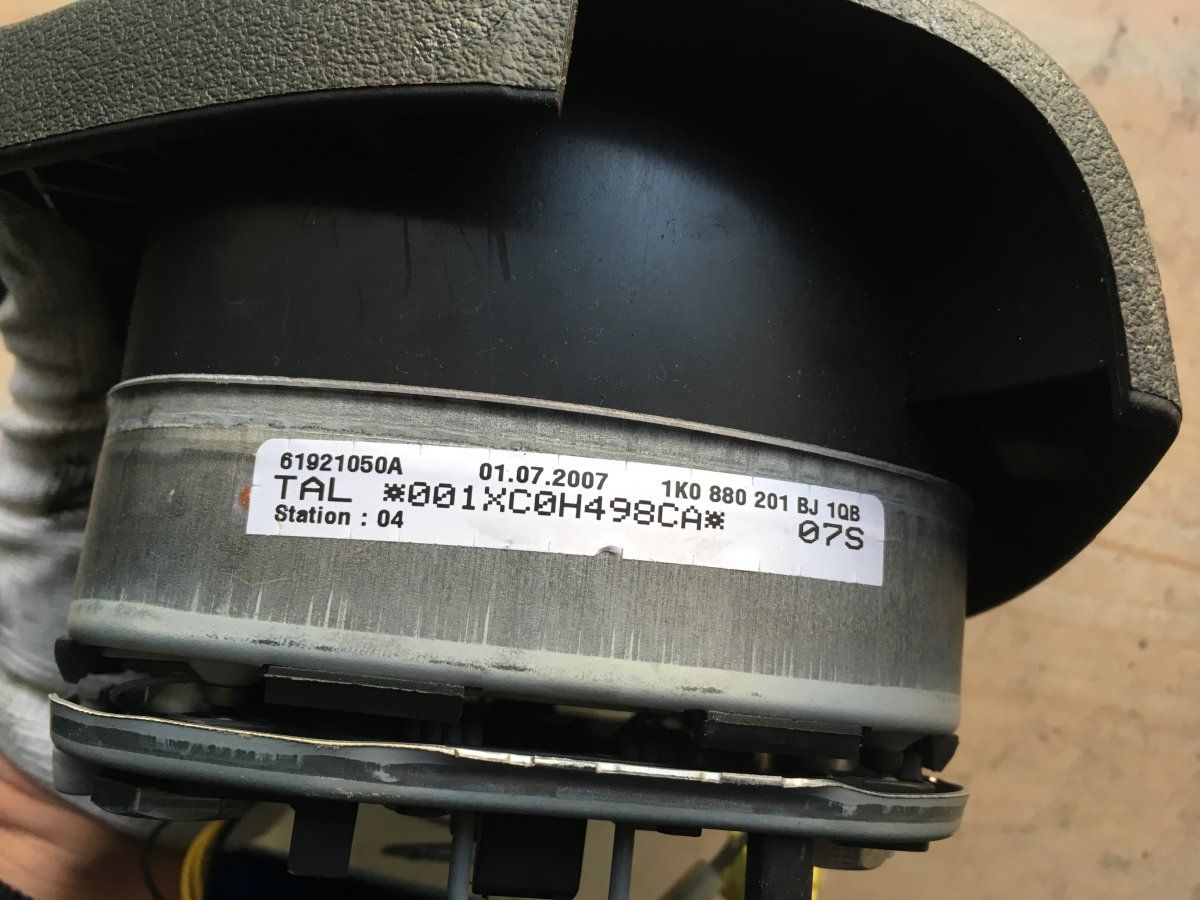 61921050A 01.07.2007 1K0 880 201 BJ 1QB
TAL *001XC0H498CA* 07S
Station : 04